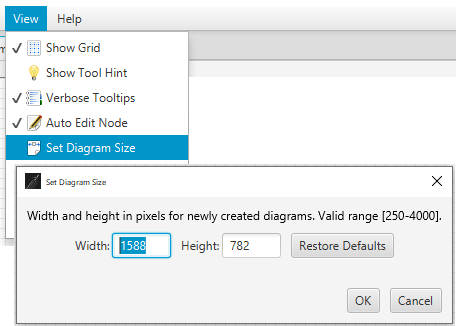 View Help
Show Grid
Show Tool Hint
Verbose Tooltips
Auto Edit Node
Set Diagram Size
Set Diagram Size
Width and height in pixels for newly created diagrams. Valid range [250-4000].
Width: 1588 Height: 782 Restore Defaults
OK Cancel